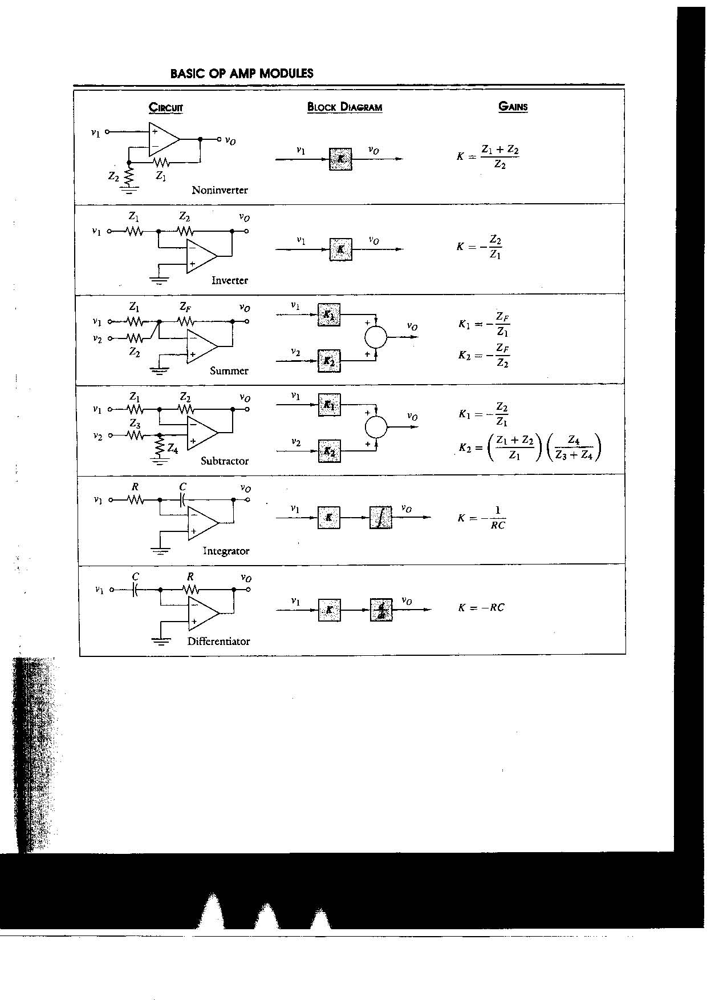 BASIC OP AMP MODULES
CIRCUIT BLOCK DIAGRAM GAINS
v1 + − vO
Z2 Z1
Noninverter
v1 K vO
K = (Z1 + Z2)/Z2
Z1 Z2 vO
v1 − +
Inverter
v1 K vO
K = −Z2/Z1
Z1 ZF vO
v1
v2
Z2 − +
Summer
v1 K1 +
vO
v2 K2 +
K1 = −ZF/Z1
K2 = −ZF/Z2
Z1 Z2 vO
v1
Z3 −
v2 +
Z4
Subtractor
v1 K1 +
vO
v2 K2 +
K1 = −Z2/Z1
K2 = ((Z1 + Z2)/Z1) (Z4/(Z3 + Z4))
R C vO
v1 − +
Integrator
v1 K ∫ vO
K = −1/RC
C R vO
v1 − +
Differentiator
v1 K d/dt vO
K = −RC